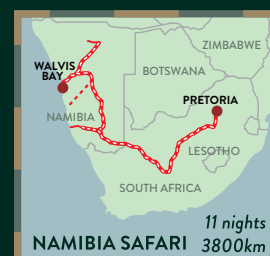 ZIMBABWE
WALVIS
BAY
BOTSWANA
PRETORIA
NAMIBIA
LESOTHO
SOUTH AFRICA
11 nights
NAMIBIA SAFARI 3800km